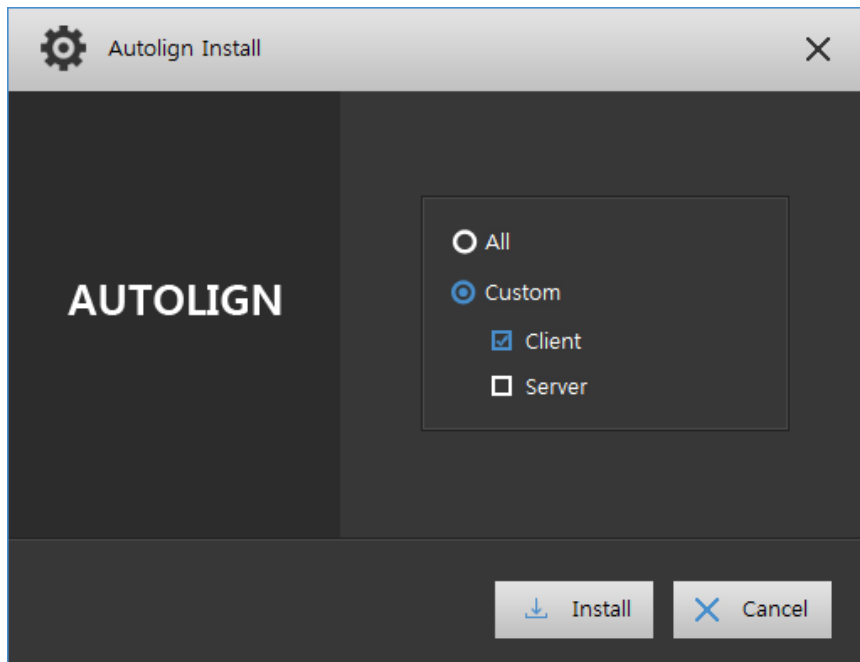 Autolign Install
AUTOLIGN
All
Custom
Client
Server
Install
Cancel